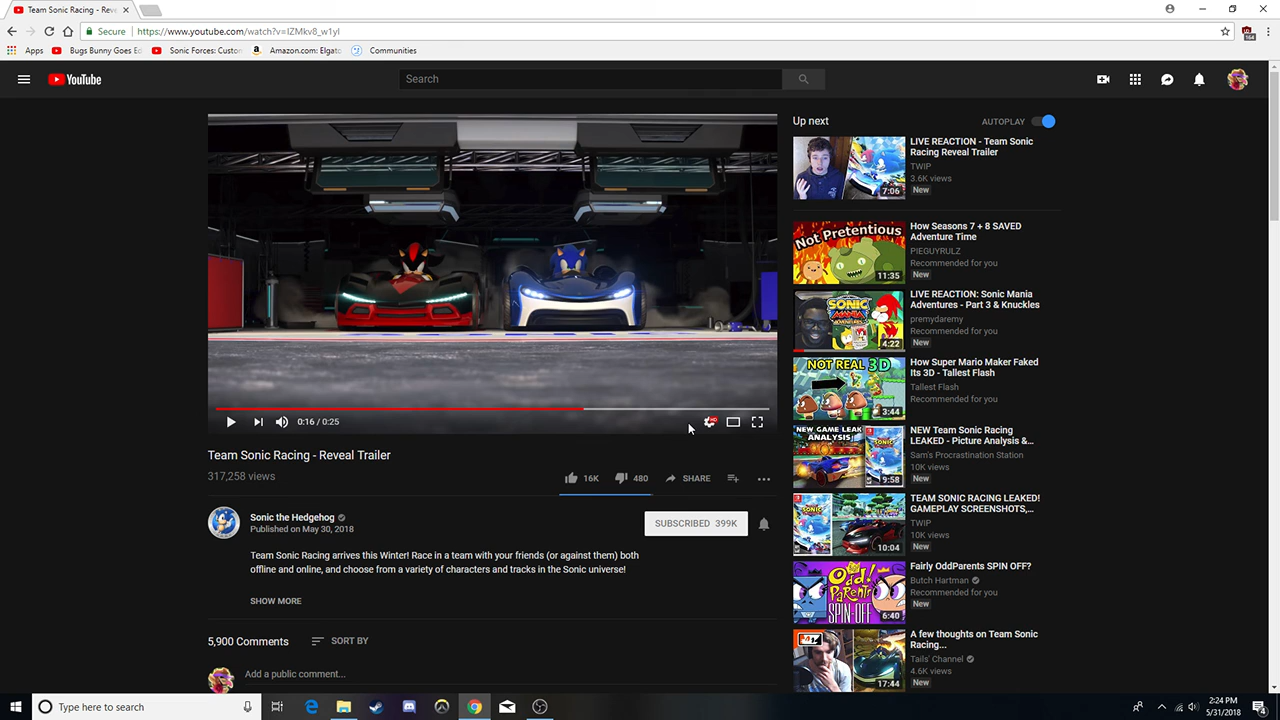 Team Sonic Racing - Reve
Secure
https://www.youtube.com/watch?v=IZMkv8_w1yI
164
Apps
Bugs Bunny Goes Ed
Sonic Forces: Custom
Amazon.com: Elgato
Communities
YouTube
Search
Up next
AUTOPLAY
LIVE REACTION - Team Sonic
Racing Reveal Trailer
TWIP
3.6K views
New
7:06
Not Pretentious
11:35
How Seasons 7 + 8 SAVED
Adventure Time
PIEGUYRULZ
Recommended for you
New
SONIC
MANIA
4:22
LIVE REACTION: Sonic Mania
Adventures - Part 3 & Knuckles
premydaremy
Recommended for you
New
NOT REAL 3D
3:44
How Super Mario Maker Faked
Its 3D - Tallest Flash
Tallest Flash
Recommended for you
NEW GAME LEAK
ANALYSIS
9:58
NEW Team Sonic Racing
LEAKED - Picture Analysis &...
Sam's Procrastination Station
10K views
New
SONIC
10:04
TEAM SONIC RACING LEAKED!
GAMEPLAY SCREENSHOTS,...
TWIP
10K views
New
Odd!
Parents
SPIN-OFF
6:40
Fairly OddParents SPIN OFF?
Butch Hartman
Recommended for you
New
17:44
A few thoughts on Team Sonic
Racing...
Tails' Channel
4.6K views
New
0:16 / 0:25
HD
Team Sonic Racing - Reveal Trailer
317,258 views
16K
480
SHARE
Sonic the Hedgehog
Published on May 30, 2018
SUBSCRIBED 399K
Team Sonic Racing arrives this Winter! Race in a team with your friends (or against them) both
offline and online, and choose from a variety of characters and tracks in the Sonic universe!
SHOW MORE
5,900 Comments
SORT BY
Add a public comment...
Type here to search
2:24 PM
5/31/2018
4